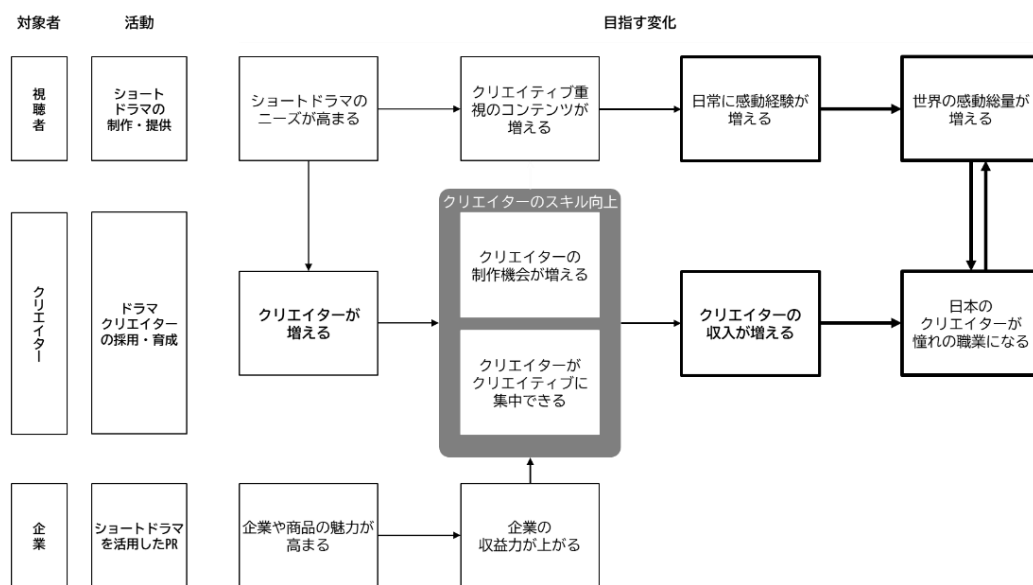 対象者
活動
目指す変化
視聴者
ショート
ドラマの
制作・提供
ショートドラマの
ニーズが高まる
クリエイティブ重
視のコンテンツが
増える
日常に感動経験が
増える
世界の感動総量が
増える
クリエイター
ドラマ
クリエイター
の採用・育成
クリエイターが
増える
クリエイターのスキル向上
クリエイターの
制作機会が増える
クリエイターが
クリエイティブに
集中できる
クリエイターの
収入が増える
日本の
クリエイターが
憧れの職業になる
企業
ショートドラマ
を活用したPR
企業や商品の魅力が
高まる
企業の
収益力が上がる